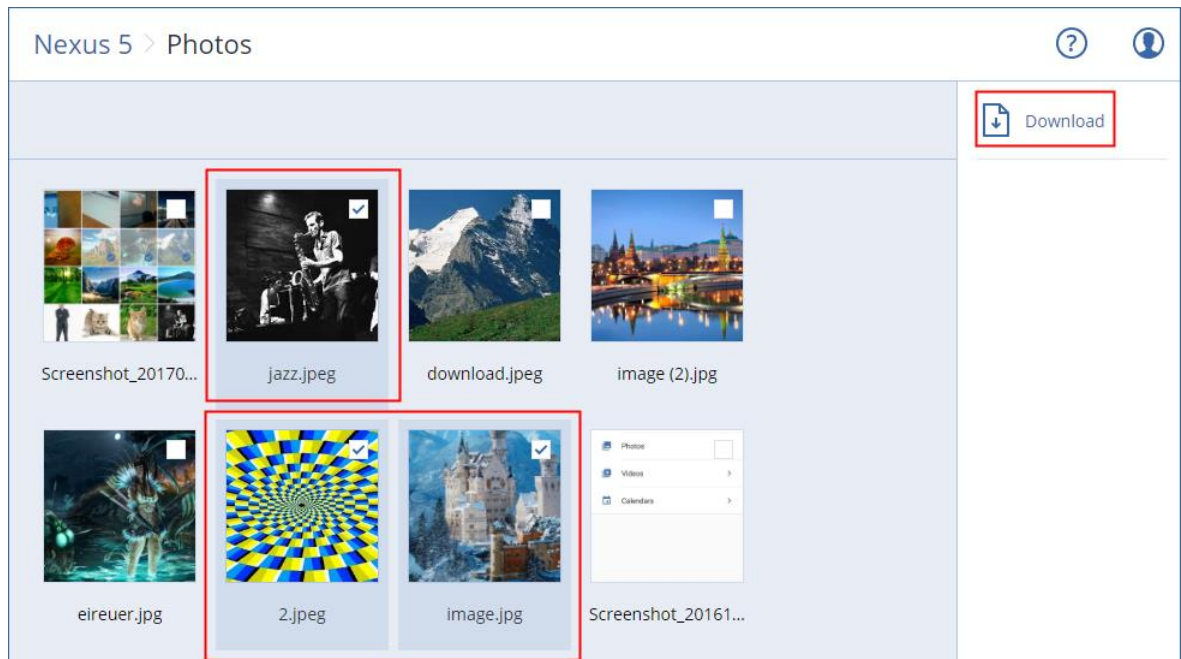 Nexus 5 > Photos
?
Download
Screenshot_20170...
jazz.jpeg
download.jpeg
image (2).jpg
Photos
Videos
Calendars
eireuer.jpg
2.jpeg
image.jpg
Screenshot_20161...